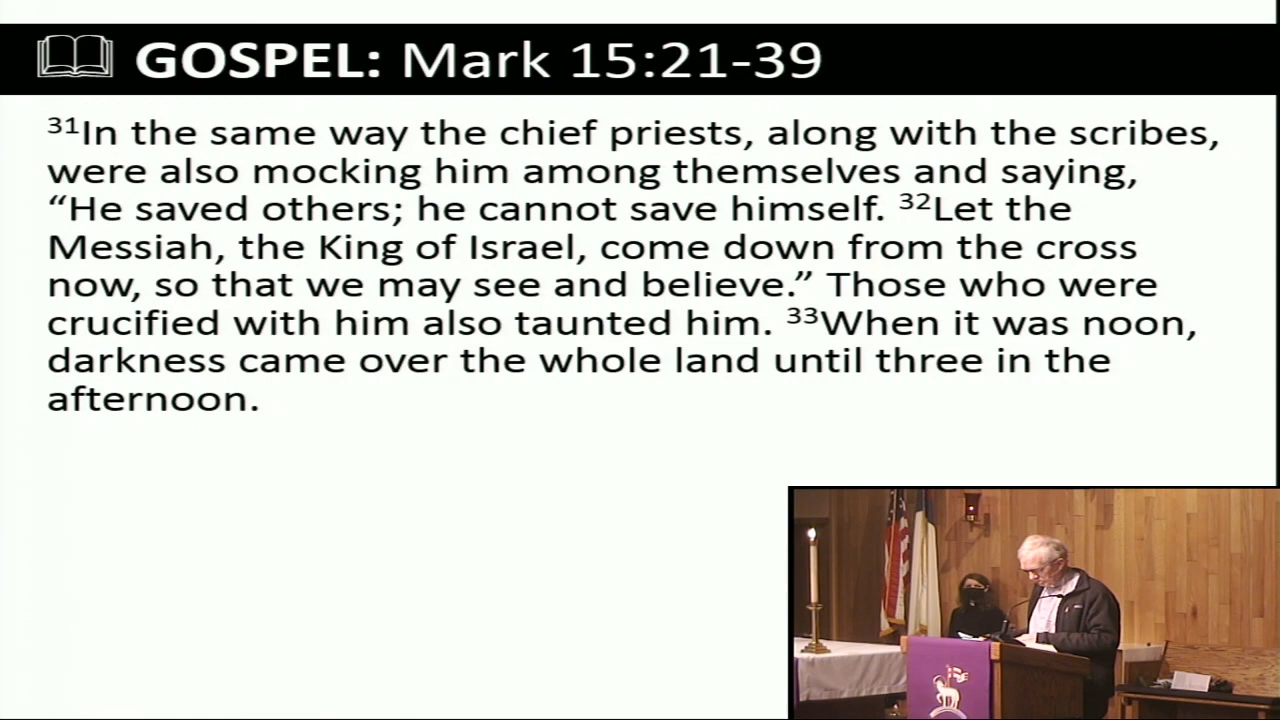 GOSPEL: Mark 15:21-39
³¹In the same way the chief priests, along with the scribes,
were also mocking him among themselves and saying,
“He saved others; he cannot save himself. ³²Let the
Messiah, the King of Israel, come down from the cross
now, so that we may see and believe.” Those who were
crucified with him also taunted him. ³³When it was noon,
darkness came over the whole land until three in the
afternoon.